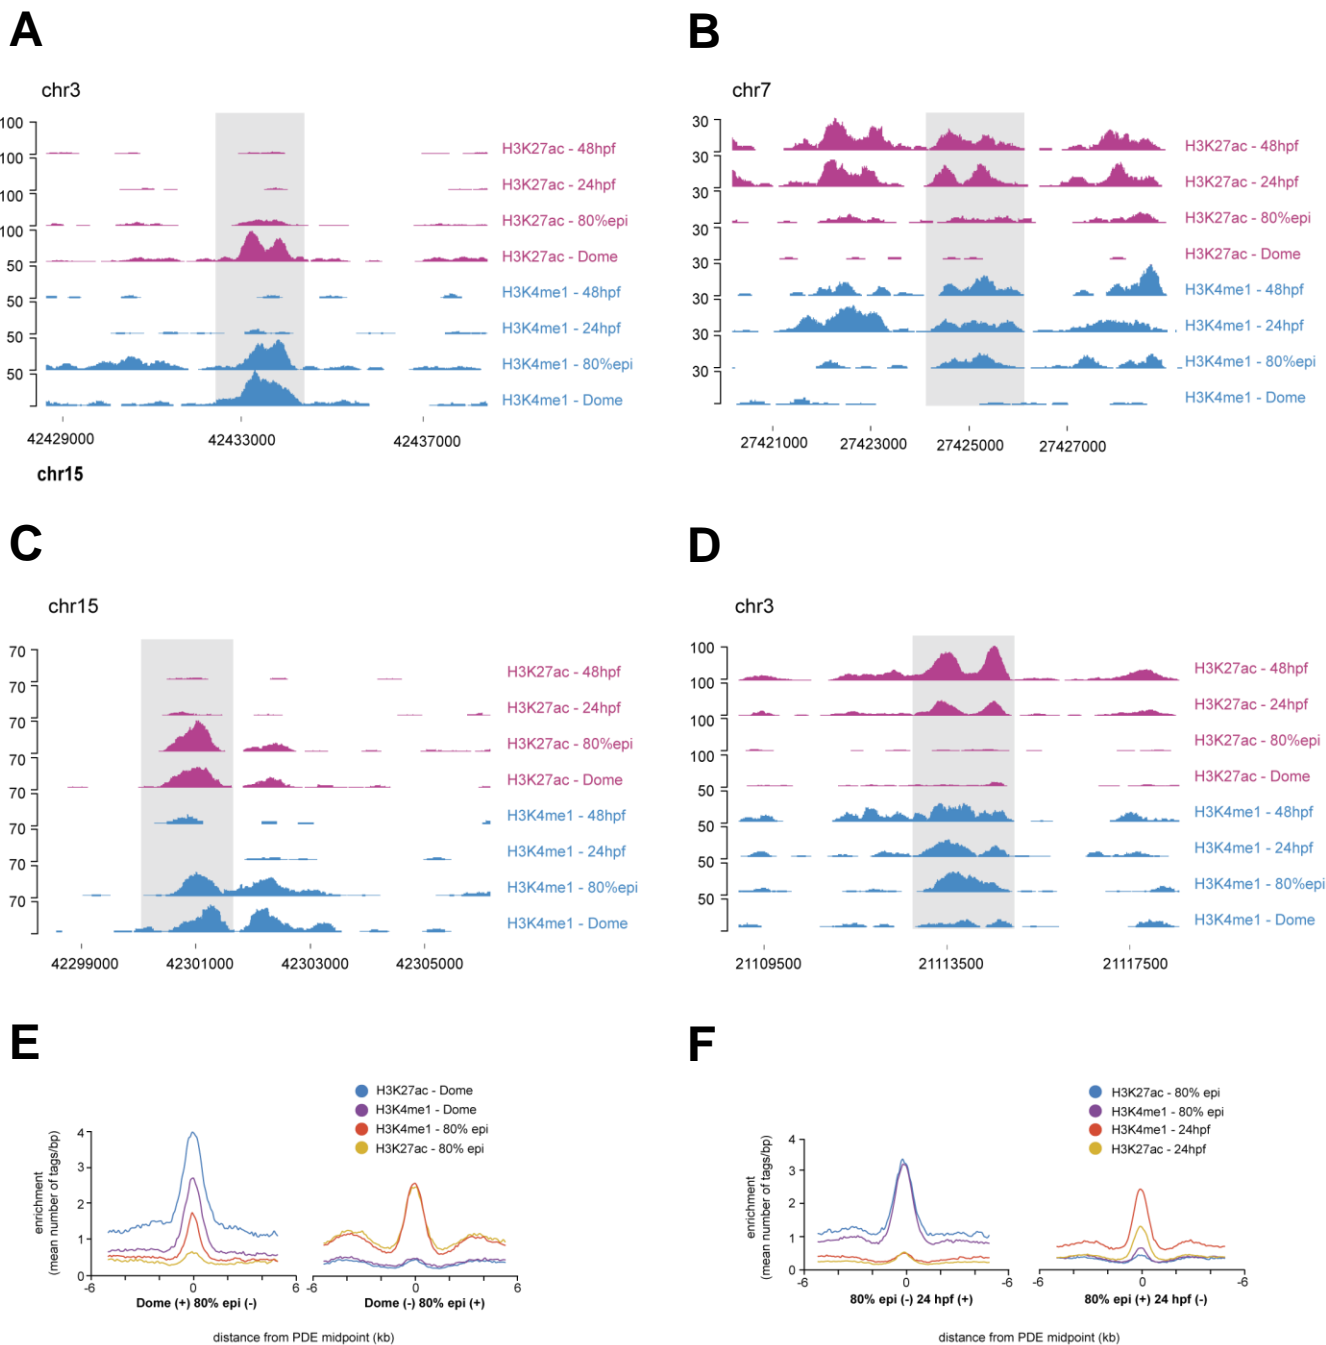 A
chr3
100
H3K27ac - 48hpf
100
H3K27ac - 24hpf
100
H3K27ac - 80%epi
100
H3K27ac - Dome
50
H3K4me1 - 48hpf
50
H3K4me1 - 24hpf
50
H3K4me1 - 80%epi
50
H3K4me1 - Dome
42429000 42433000 42437000
chr15
B
chr7
30
H3K27ac - 48hpf
30
H3K27ac - 24hpf
30
H3K27ac - 80%epi
30
H3K27ac - Dome
30
H3K4me1 - 48hpf
30
H3K4me1 - 24hpf
30
H3K4me1 - 80%epi
30
H3K4me1 - Dome
27421000 27423000 27425000 27427000
C
chr15
70
H3K27ac - 48hpf
70
H3K27ac - 24hpf
70
H3K27ac - 80%epi
70
H3K27ac - Dome
70
H3K4me1 - 48hpf
70
H3K4me1 - 24hpf
70
H3K4me1 - 80%epi
70
H3K4me1 - Dome
42299000 42301000 42303000 42305000
D
chr3
100
H3K27ac - 48hpf
100
H3K27ac - 24hpf
100
H3K27ac - 80%epi
100
H3K27ac - Dome
50
H3K4me1 - 48hpf
50
H3K4me1 - 24hpf
50
H3K4me1 - 80%epi
50
H3K4me1 - Dome
21109500 21113500 21117500
E
H3K27ac - Dome
H3K4me1 - Dome
H3K4me1 - 80% epi
H3K27ac - 80% epi
enrichment
(mean number of tags/bp)
4
3
2
1
0
-6 0 6
-6 0 6
Dome (+) 80% epi (-)
Dome (-) 80% epi (+)
distance from PDE midpoint (kb)
F
H3K27ac - 80% epi
H3K4me1 - 80% epi
H3K4me1 - 24hpf
H3K27ac - 24hpf
enrichment
(mean number of tags/bp)
4
3
2
1
0
-6 0 -6
-6 0 -6
80% epi (-) 24 hpf (+)
80% epi (+) 24 hpf (-)
distance from PDE midpoint (kb)